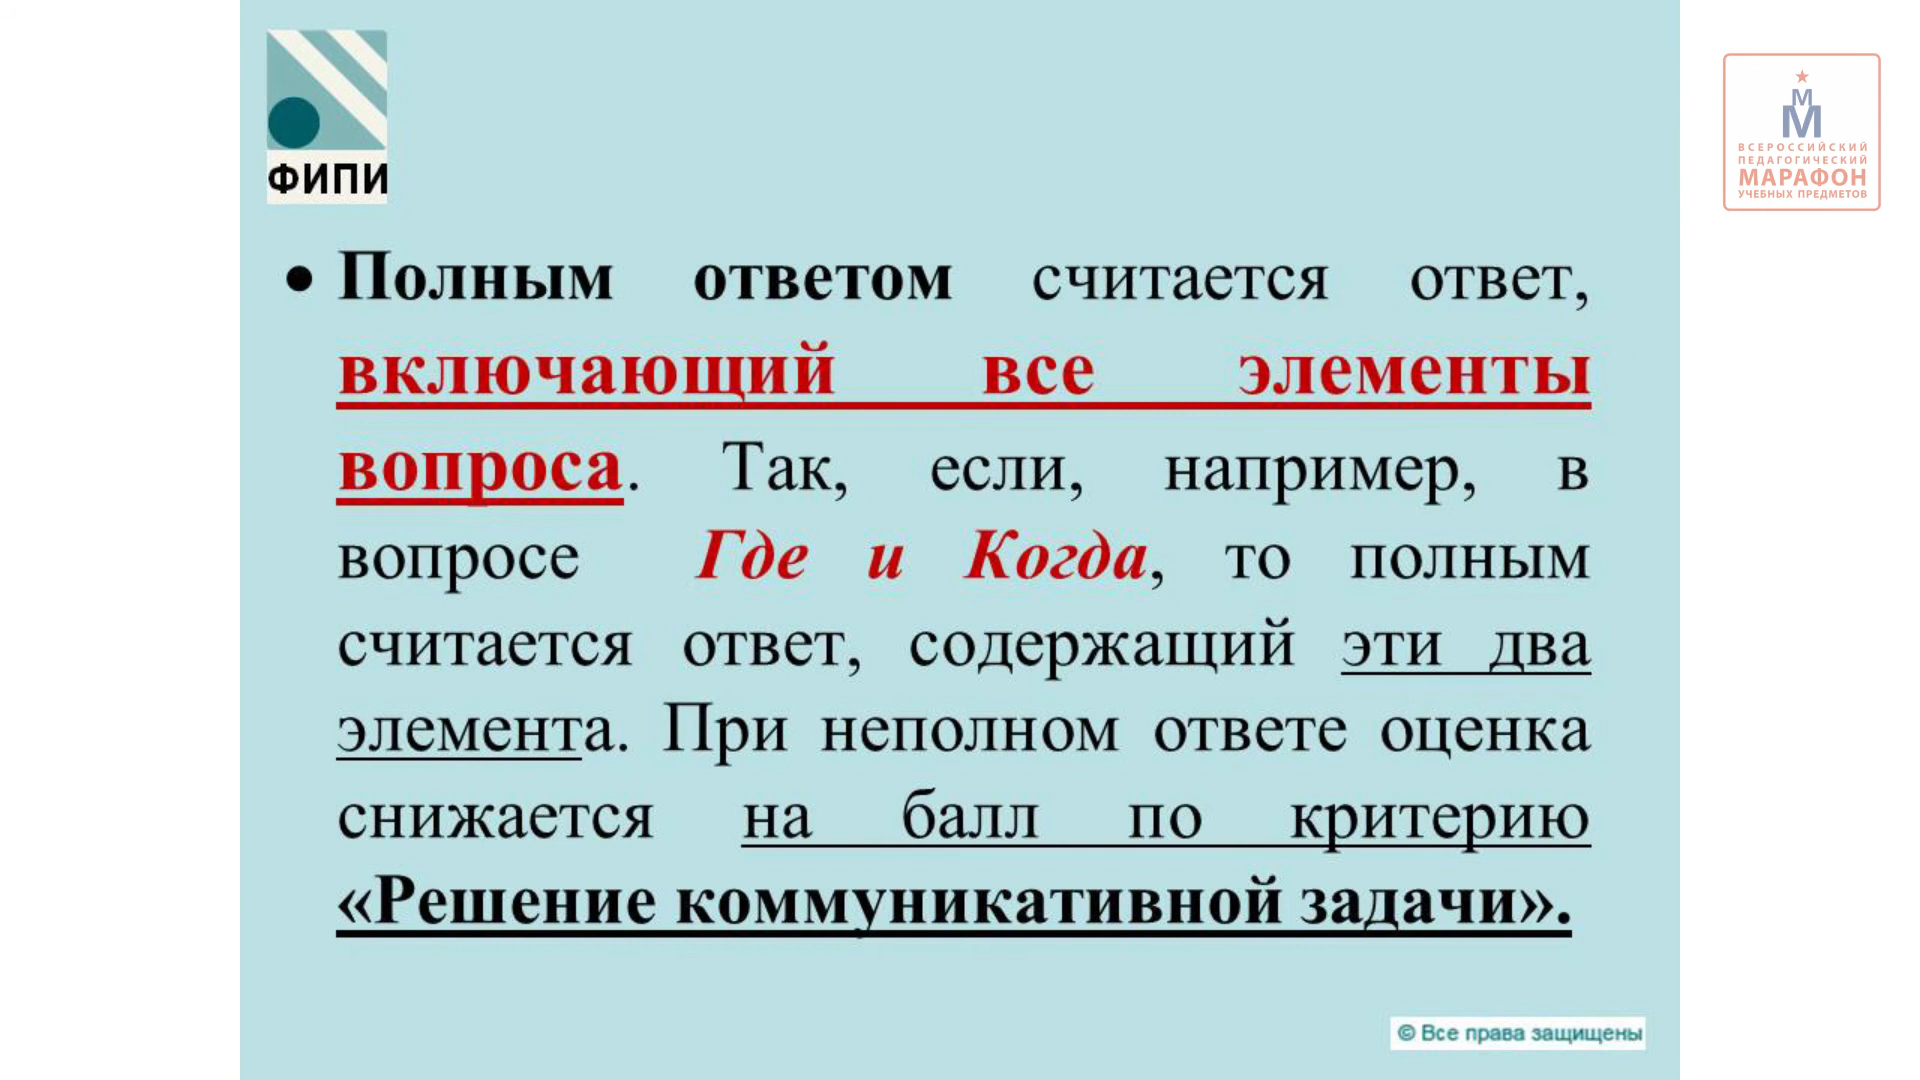 ФИПИ
М
М
ВСЕРОССИЙСКИЙ
ПЕДАГОГИЧЕСКИЙ
МАРАФОН
УЧЕБНЫХ ПРЕДМЕТОВ
• Полным ответом считается ответ,
включающий все элементы
вопроса. Так, если, например, в
вопросе Где и Когда, то полным
считается ответ, содержащий эти два
элемента. При неполном ответе оценка
снижается на балл по критерию
«Решение коммуникативной задачи».
© Все права защищены